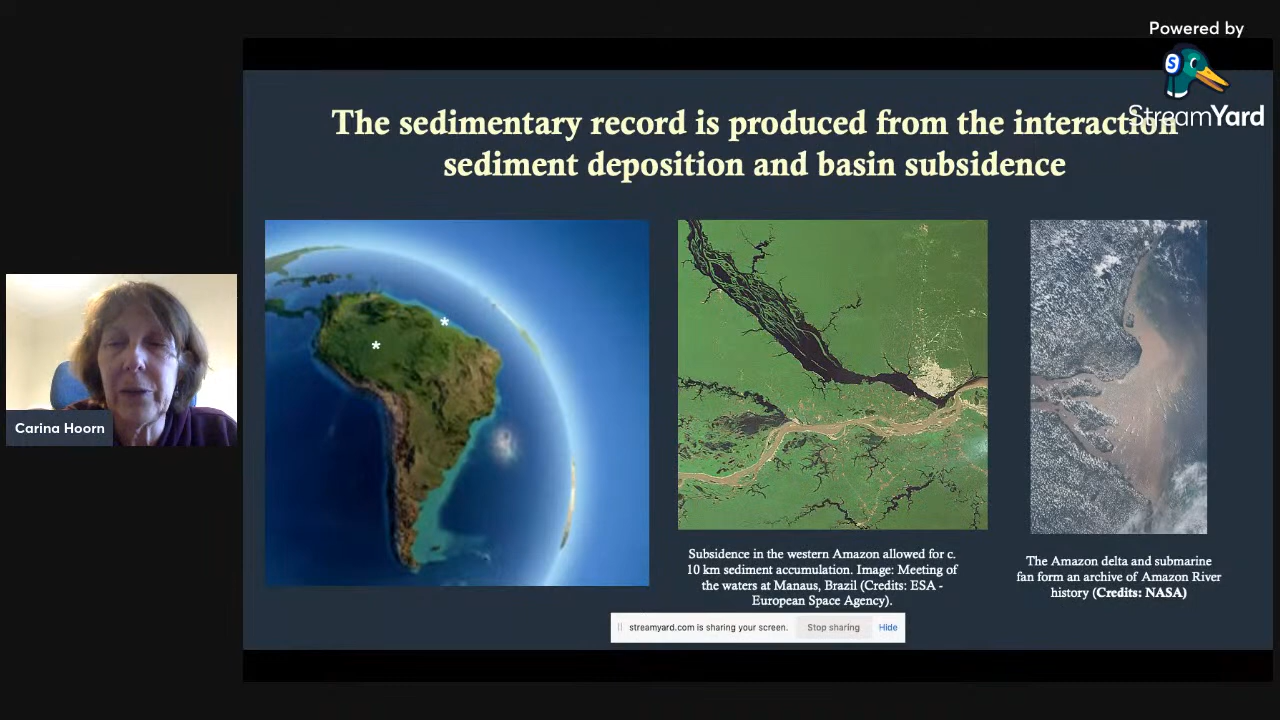 Powered by
StreamYard
The sedimentary record is produced from the interaction
sediment deposition and basin subsidence
*
*
Carina Hoorn
Subsidence in the western Amazon allowed for c.
10 km sediment accumulation. Image: Meeting of
the waters at Manaus, Brazil (Credits: ESA -
European Space Agency).
The Amazon delta and submarine
fan form an archive of Amazon River
history (Credits: NASA)
streamyard.com is sharing your screen. Stop sharing Hide